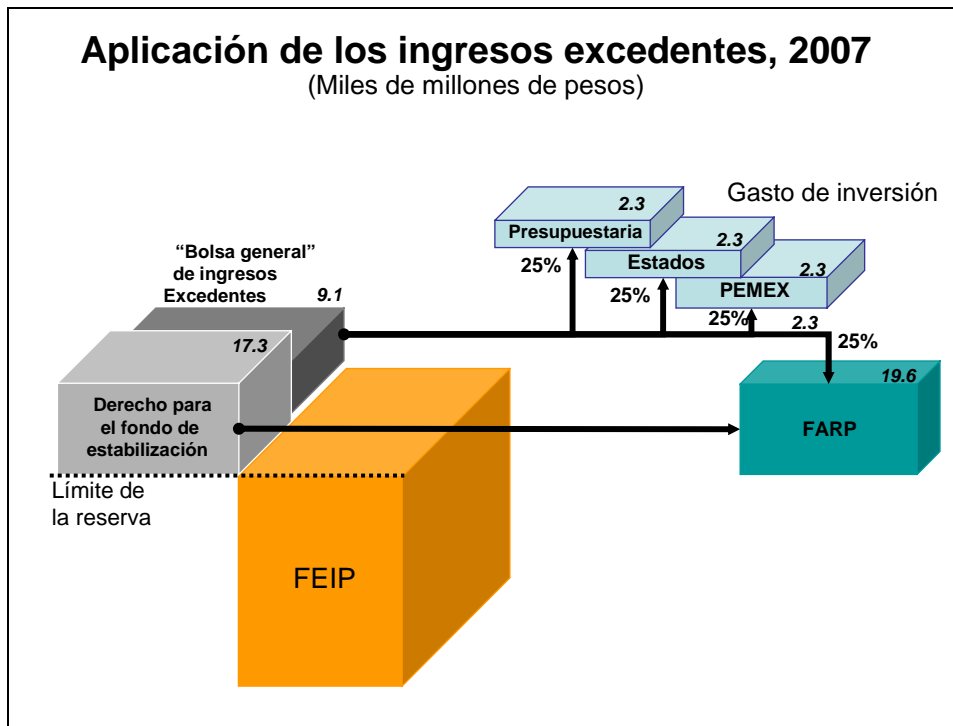 Aplicación de los ingresos excedentes, 2007
(Miles de millones de pesos)
Gasto de inversión
2.3
Presupuestaria
2.3
Estados
2.3
PEMEX
25%
25%
25%
2.3
25%
“Bolsa general”
de ingresos
Excedentes
9.1
17.3
Derecho para
el fondo de
estabilización
19.6
FARP
Límite de
la reserva
FEIP